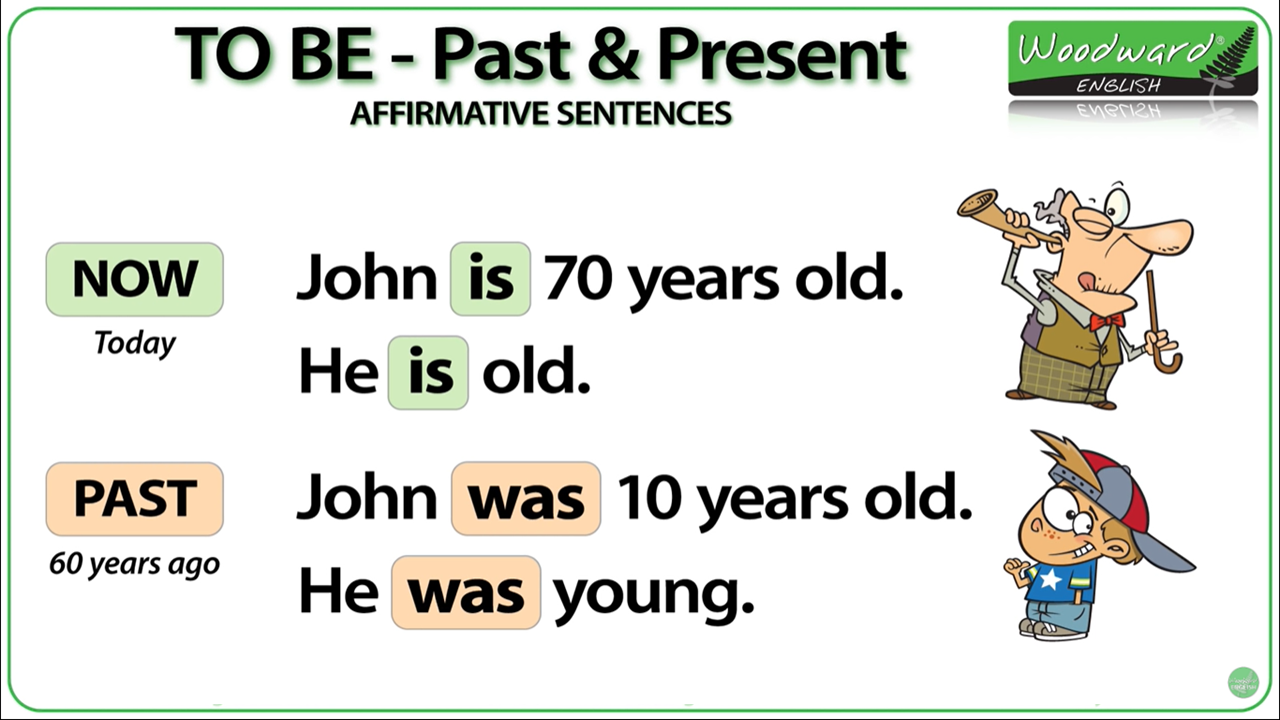 TO BE - Past & Present
AFFIRMATIVE SENTENCES
Woodward®
ENGLISH
NOW
Today
John is 70 years old.
He is old.
PAST
60 years ago
John was 10 years old.
He was young.